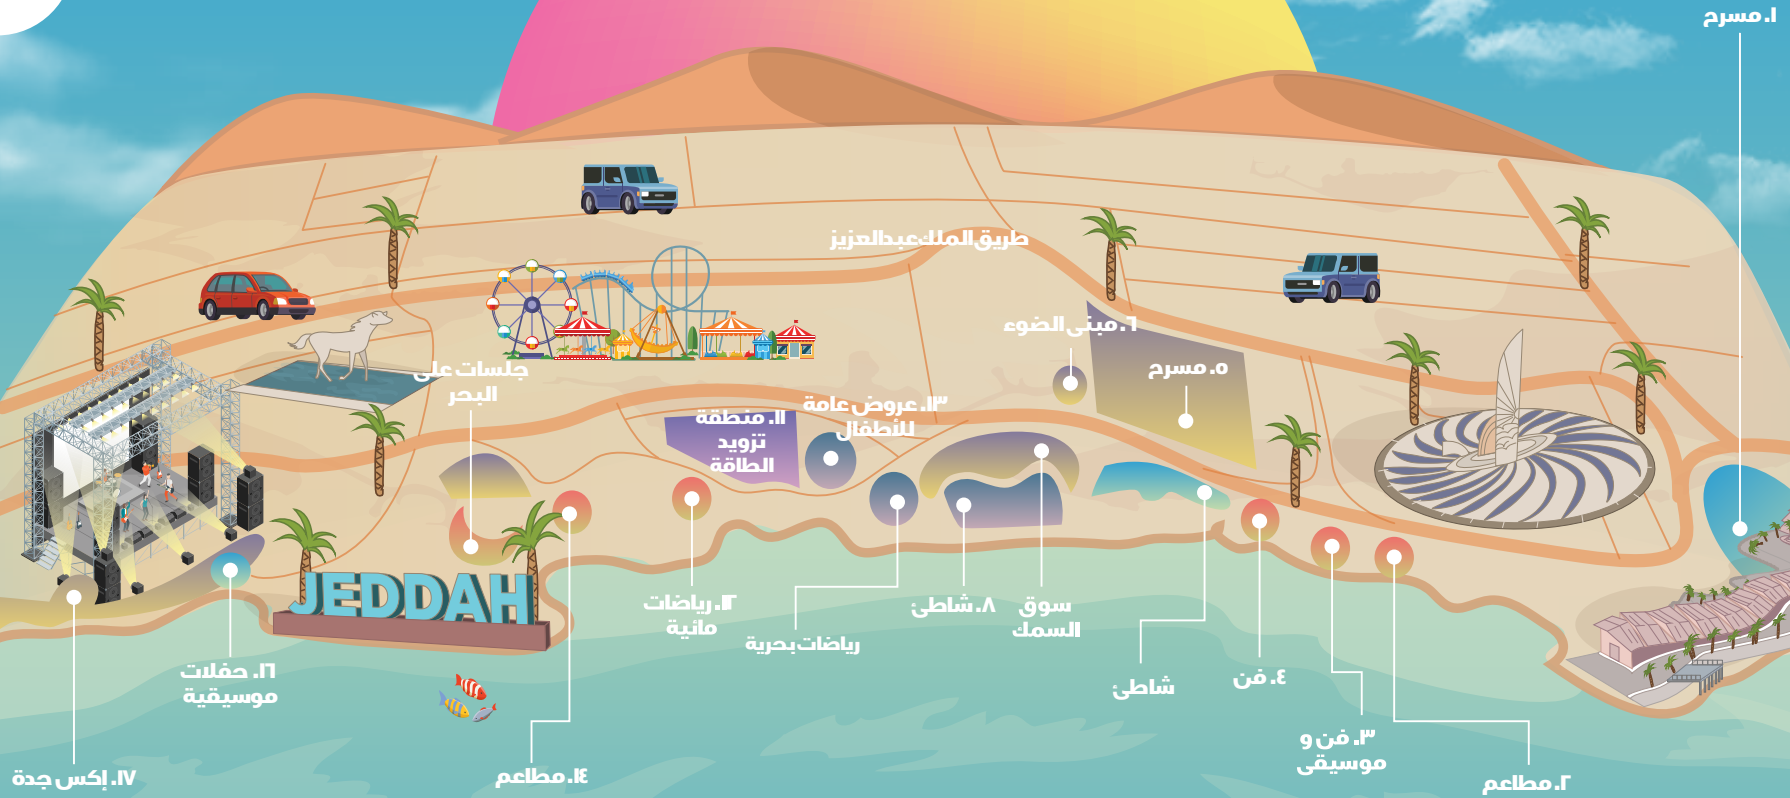 ١. مسرح
طريق الملك عبدالعزيز
٦. مبنى الضوء
٥. مسرح
جلسات على
البحر
١٣. عروض عامة
للأطفال
١١. منطقة
تزويد
الطاقة
JEDDAH
١٢. رياضات
مائية
رياضات بحرية
٨. شاطئ
سوق
السمك
شاطئ
٤. فن
١٦. حفلات
موسيقية
٣. فن و
موسيقى
١٧. إكس جدة
١٤. مطاعم
٢. مطاعم